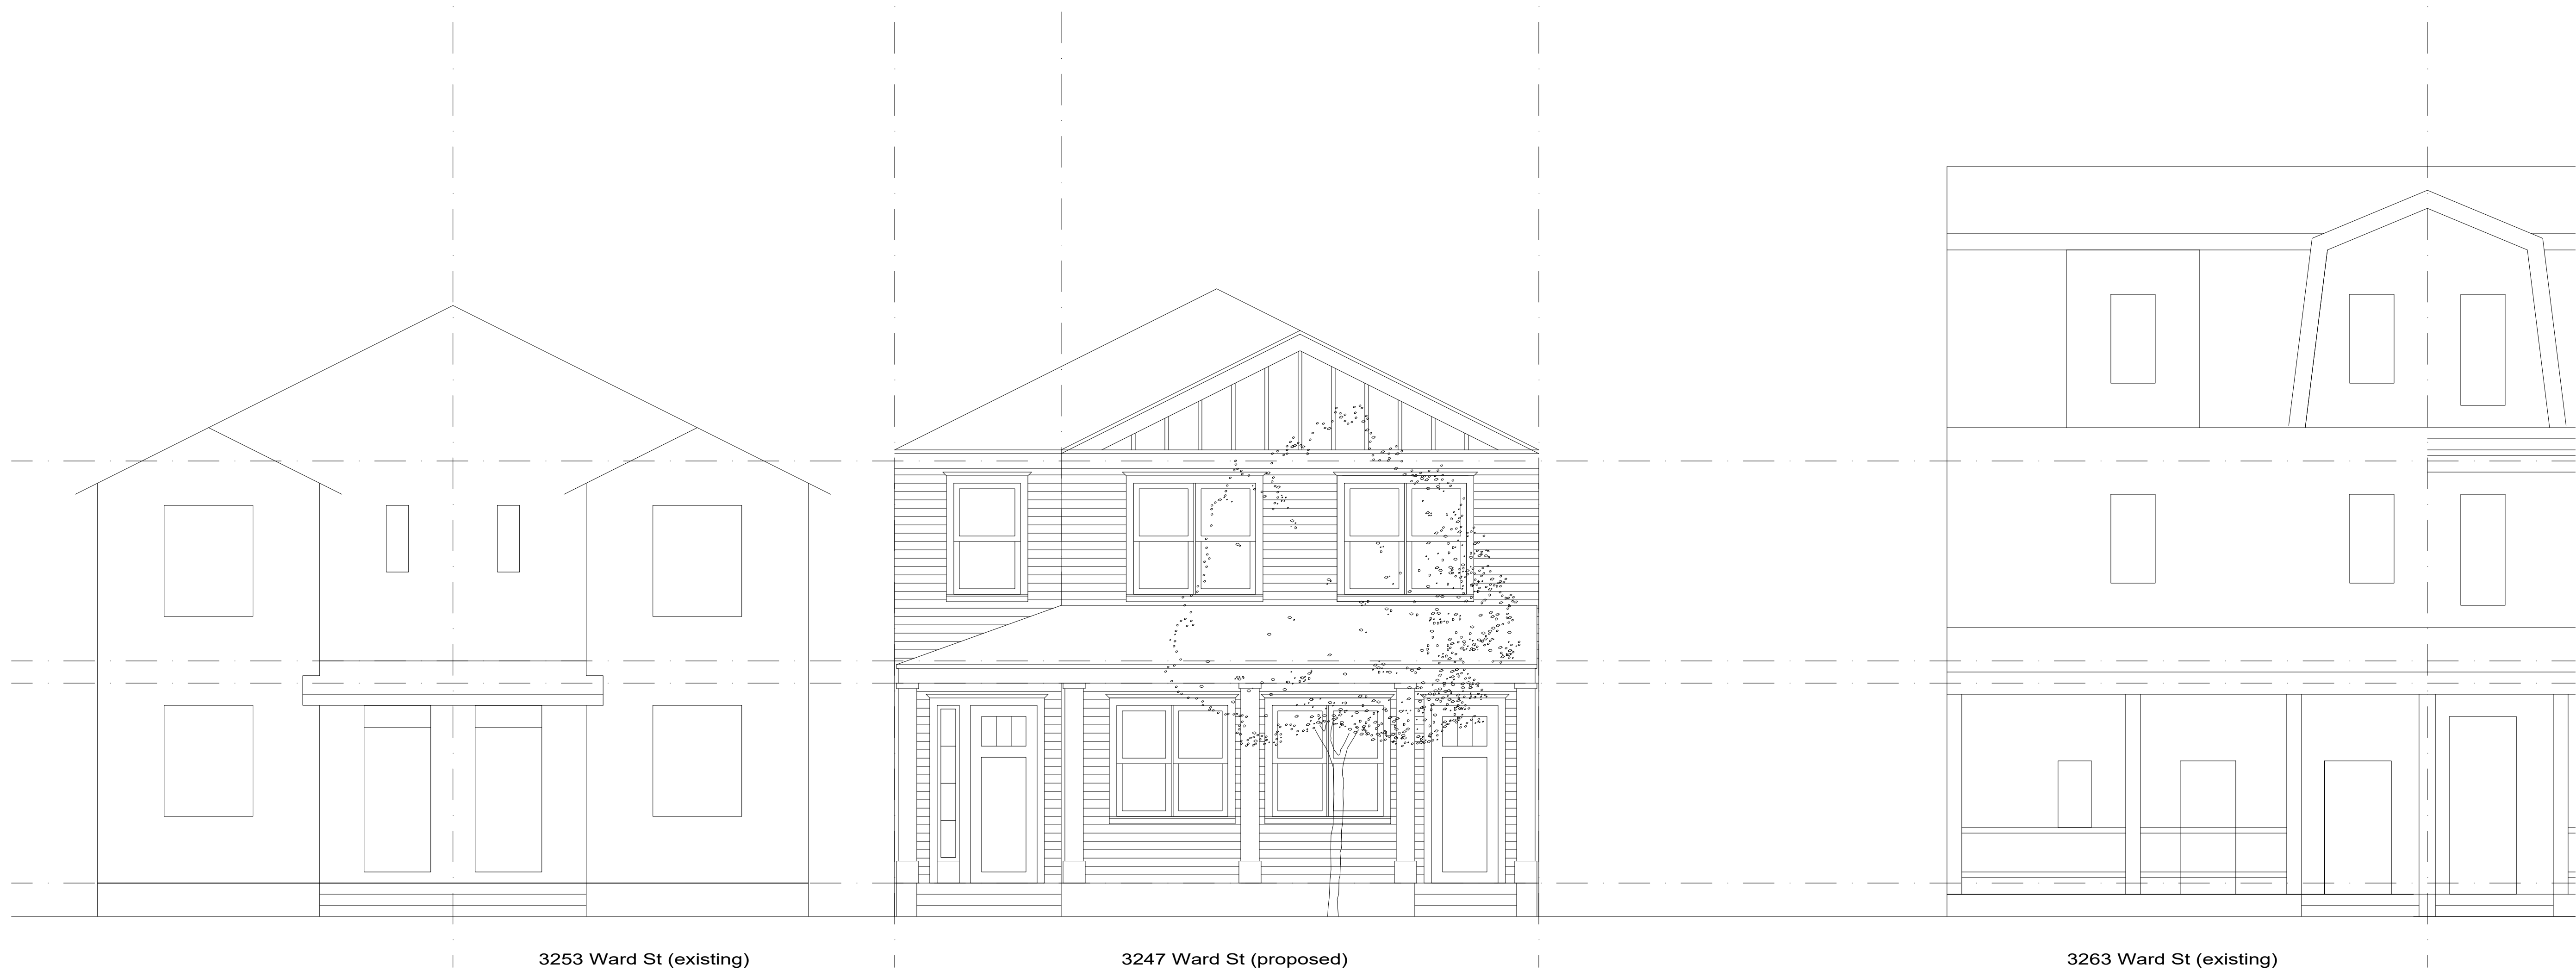 3253 Ward St (existing)
3247 Ward St (proposed)
3263 Ward St (existing)